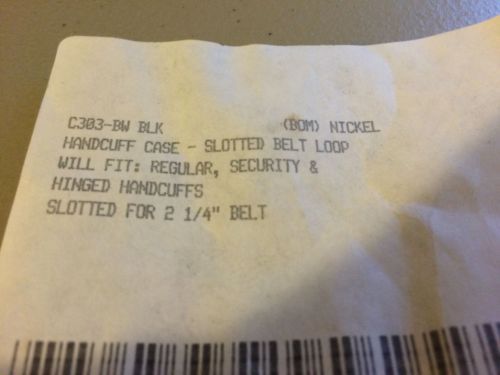 C303-BW BLK (BOM) NICKEL
HANDCUFF CASE - SLOTTED BELT LOOP
WILL FIT: REGULAR, SECURITY &
HINGED HANDCUFFS
SLOTTED FOR 2 1/4" BELT